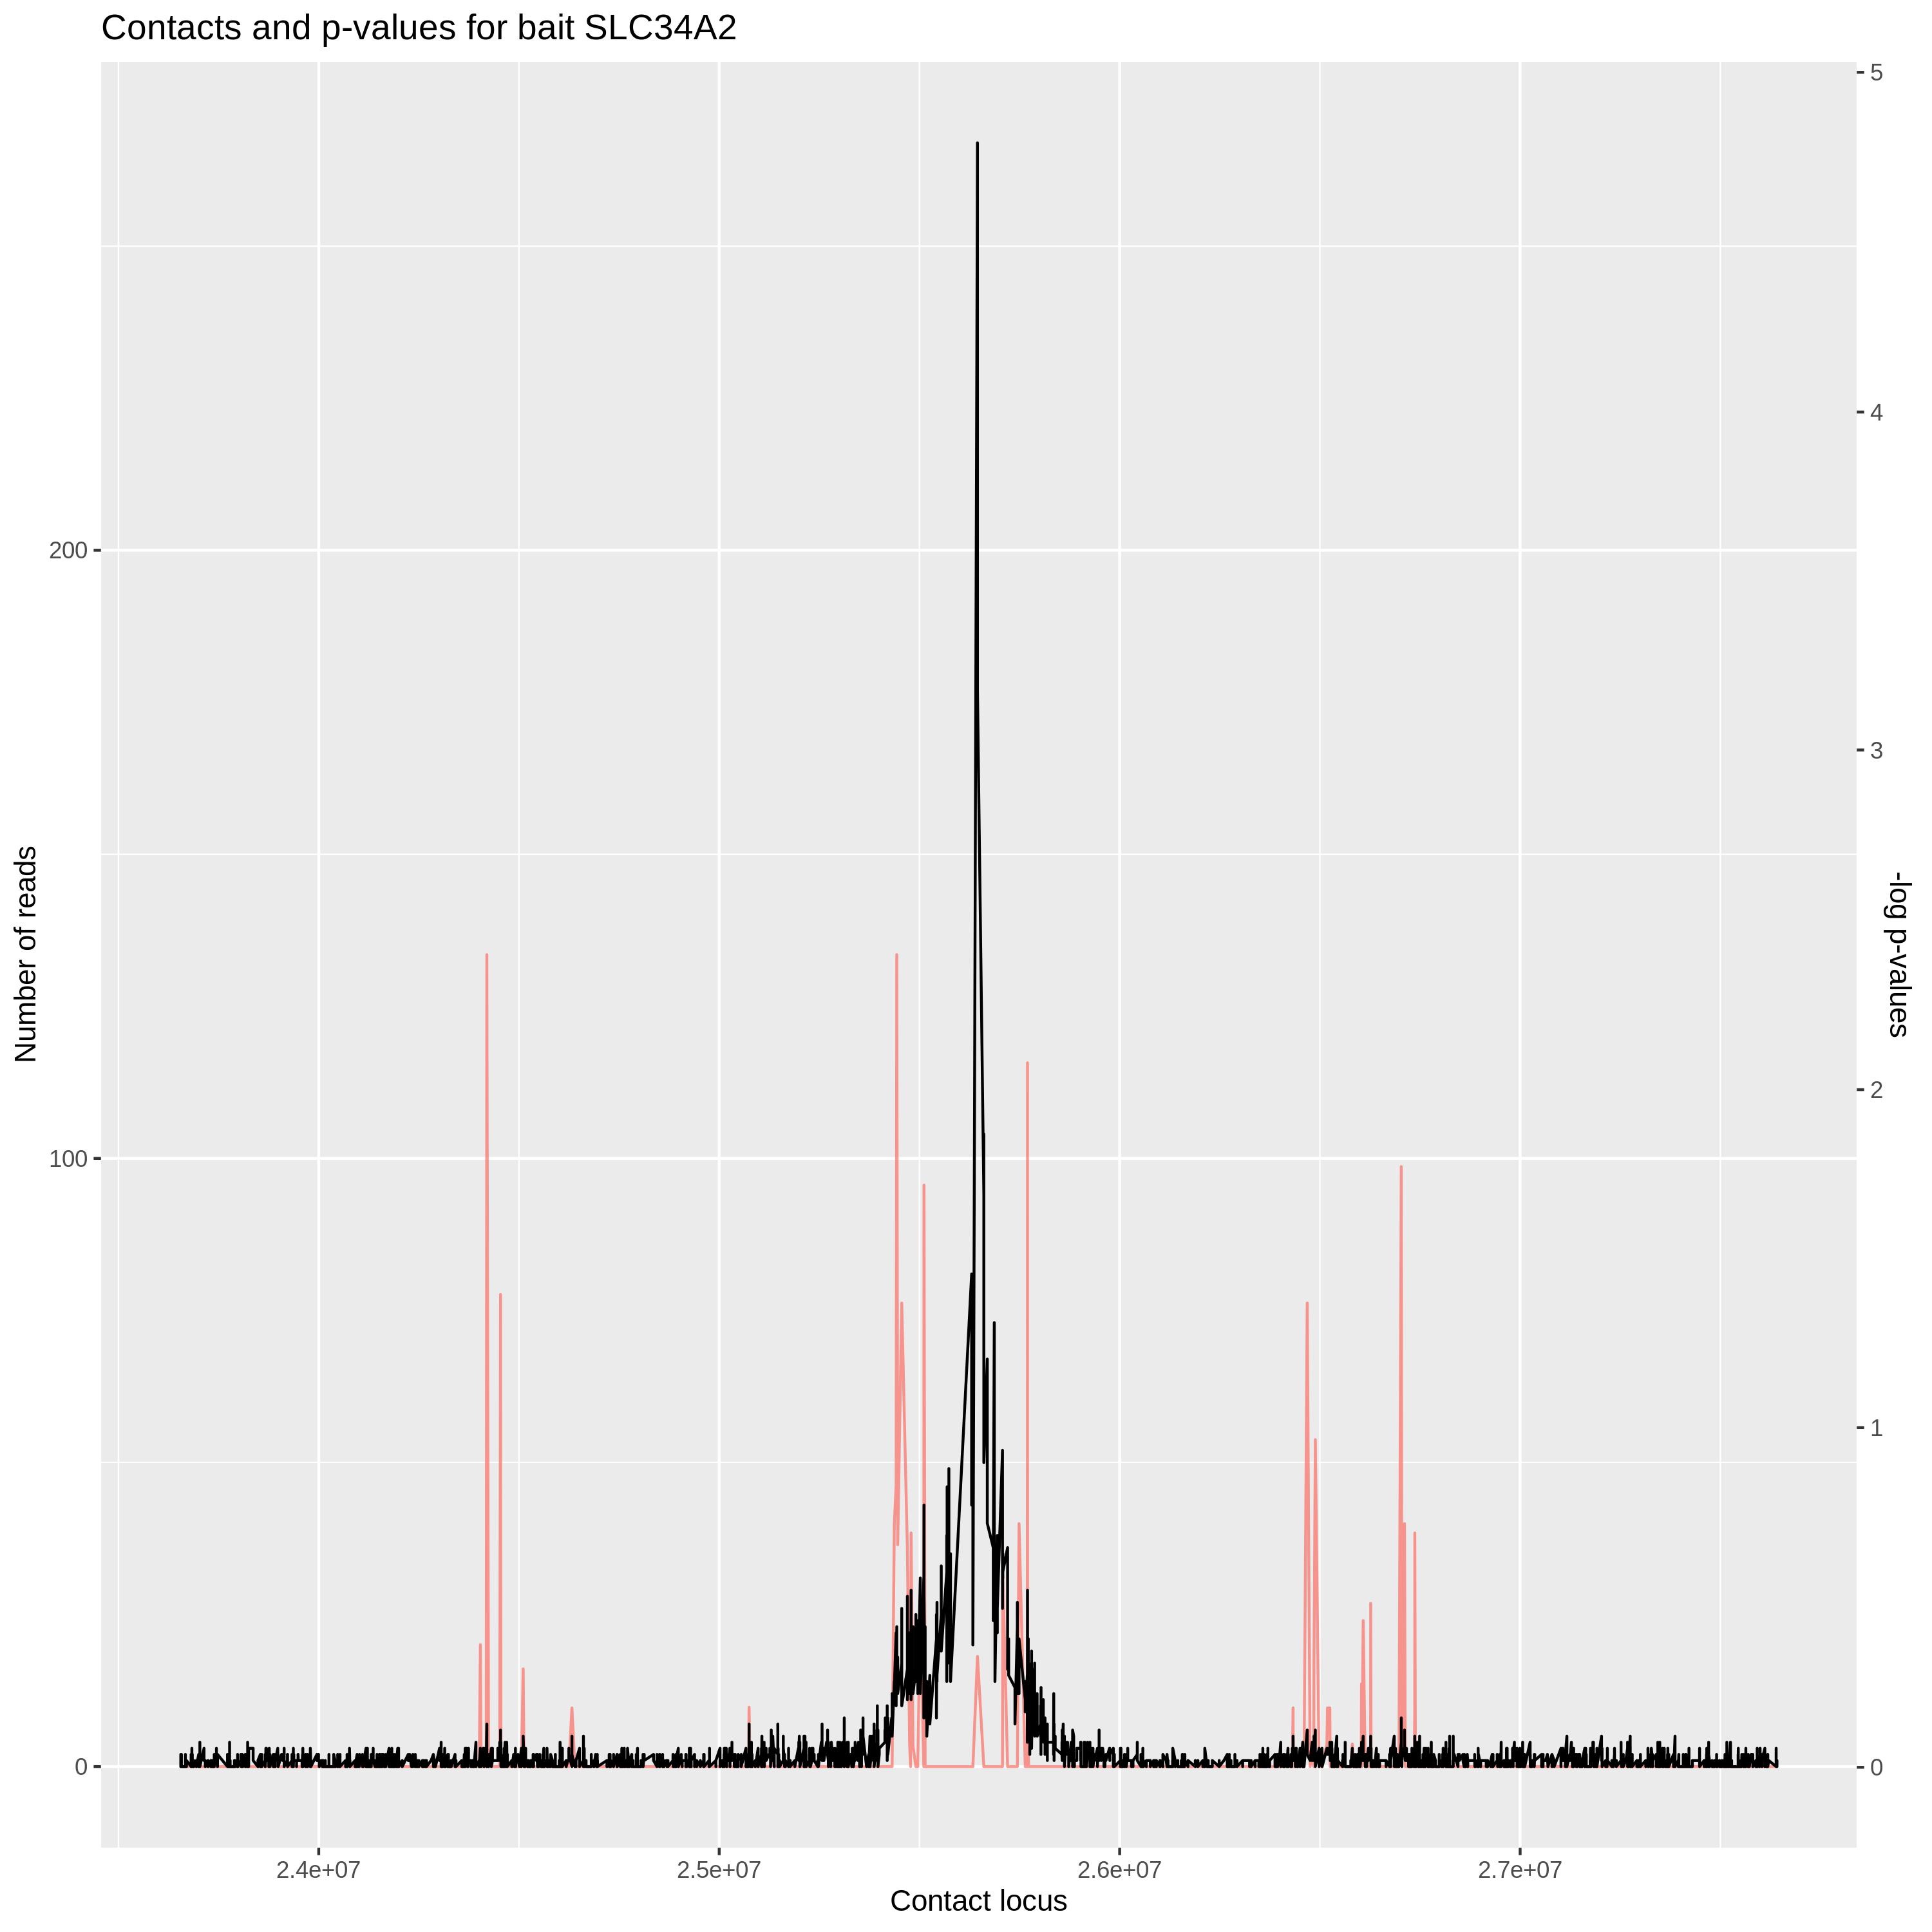 Contacts and p-values for bait SLC34A2
Number of reads
200
100
0
5
4
3
2
1
0
-log p-values
2.4e+07
2.5e+07
2.6e+07
2.7e+07
Contact locus